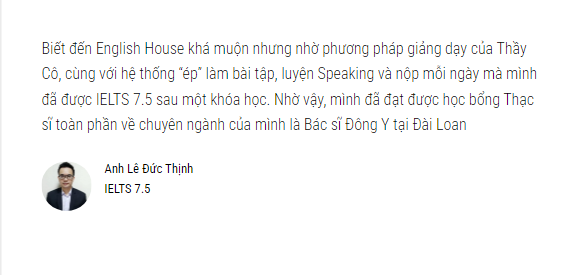 Biết đến English House khá muộn nhưng nhờ phương pháp giảng dạy của Thầy
Cô, cùng với hệ thống “ép” làm bài tập, luyện Speaking và nộp mỗi ngày mà mình
đã được IELTS 7.5 sau một khóa học. Nhờ vậy, mình đã đạt được học bổng Thạc
sĩ toàn phần về chuyên ngành của mình là Bác sĩ Đông Y tại Đài Loan
Anh Lê Đức Thịnh
IELTS 7.5